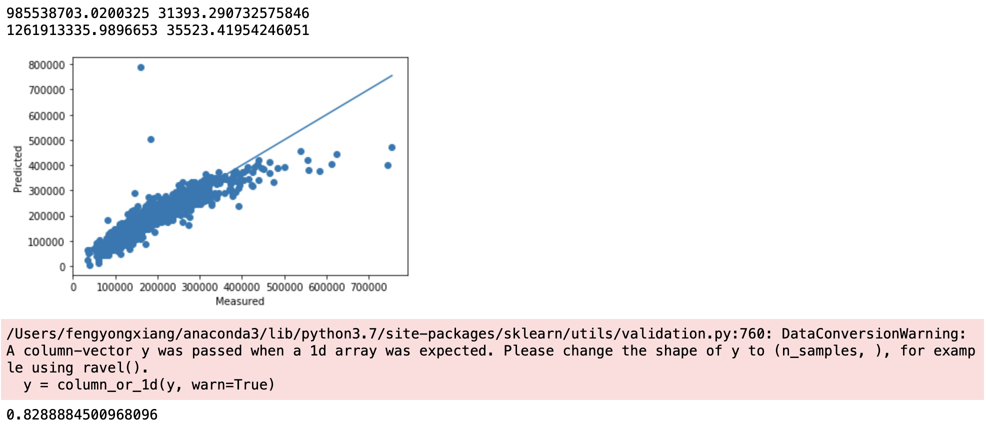 985538703.0200325 31393.290732575846
1261913335.9896653 35523.41954246051
800000
700000
600000
500000
400000
300000
200000
100000
0
Predicted
0 100000 200000 300000 400000 500000 600000 700000
Measured
/Users/fengyongxiang/anaconda3/lib/python3.7/site-packages/sklearn/utils/validation.py:760: DataConversionWarning:
A column-vector y was passed when a 1d array was expected. Please change the shape of y to (n_samples, ), for examp
le using ravel().
  y = column_or_1d(y, warn=True)
0.8288884500968096